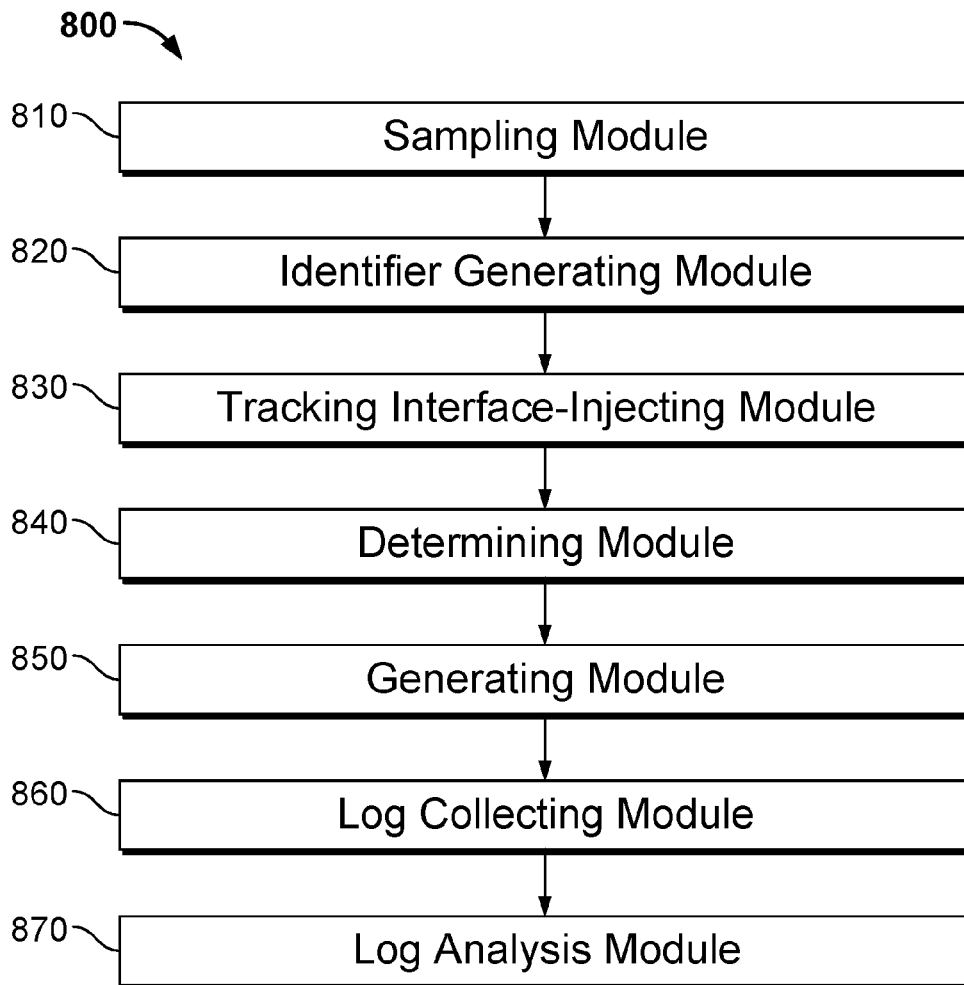 800
810 Sampling Module
820 Identifier Generating Module
830 Tracking Interface-Injecting Module
840 Determining Module
850 Generating Module
860 Log Collecting Module
870 Log Analysis Module